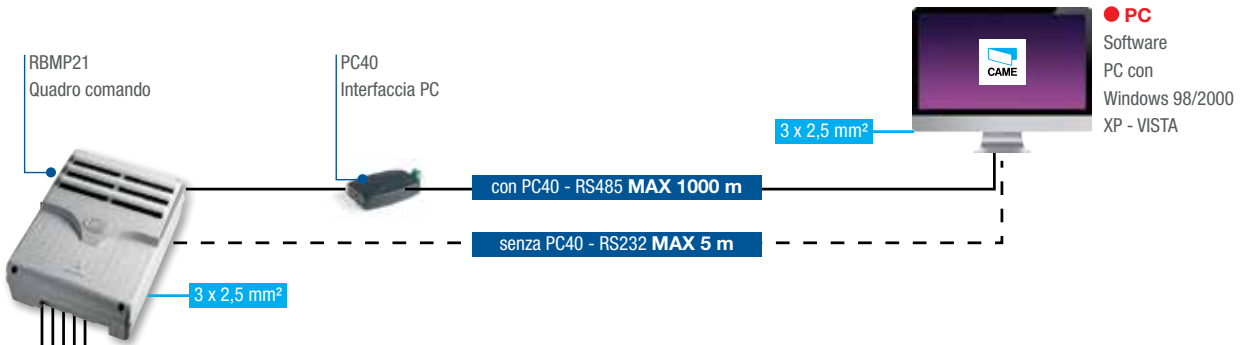 RBMP21
Quadro comando
PC40
Interfaccia PC
CAME
PC
Software
PC con
Windows 98/2000
XP - VISTA
3 x 2,5 mm²
con PC40 - RS485 MAX 1000 m
senza PC40 - RS232 MAX 5 m
3 x 2,5 mm²